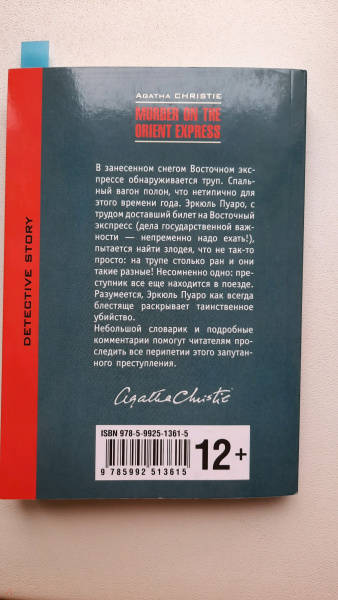 AGATHA CHRISTIE
MURDER ON THE
ORIENT EXPRESS
В занесенном снегом Восточном экс-
прессе обнаруживается труп. Спаль-
ный вагон полон, что нетипично для
этого времени года. Эркюль Пуаро, с
трудом доставший билет на Восточный
экспресс (дела государственной важ-
ности — непременно надо ехать!),
пытается найти злодея, что не так-то
просто: на трупе столько ран и они
такие разные! Несомненно одно: пре-
ступник все еще находится в поезде.
Разумеется, Эркюль Пуаро как всегда
блестяще раскрывает таинственное
убийство.
Небольшой словарик и подробные
комментарии помогут читателям про-
следить все перипетии этого запутан-
ного преступления.
Agatha Christie
ISBN 978-5-9925-1361-5
9 785992 513615
12+
DETECTIVE STORY